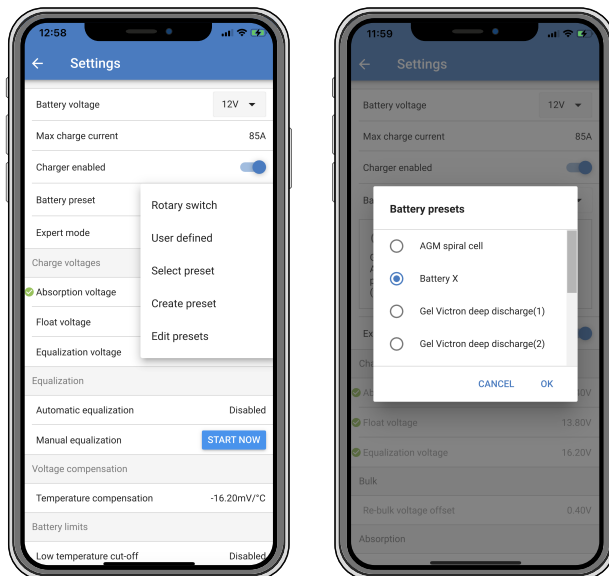 12:58
Settings
Battery voltage 12V
Max charge current 85A
Charger enabled
Battery preset
Expert mode
Rotary switch
User defined
Select preset
Create preset
Edit presets
Charge voltages
Absorption voltage
Float voltage
Equalization voltage
Equalization
Automatic equalization Disabled
Manual equalization START NOW
Voltage compensation
Temperature compensation -16.20mV/°C
Battery limits
Low temperature cut-off Disabled
11:59
Settings
Battery voltage 12V
Max charge current 85A
Charger enabled
Ba
Battery presets
AGM spiral cell
Battery X
Gel Victron deep discharge(1)
Gel Victron deep discharge(2)
CANCEL OK
Ex
Cha
Ab
Float voltage 13.80V
Equalization voltage 16.20V
Bulk
Re-bulk voltage offset 0.40V
Absorption